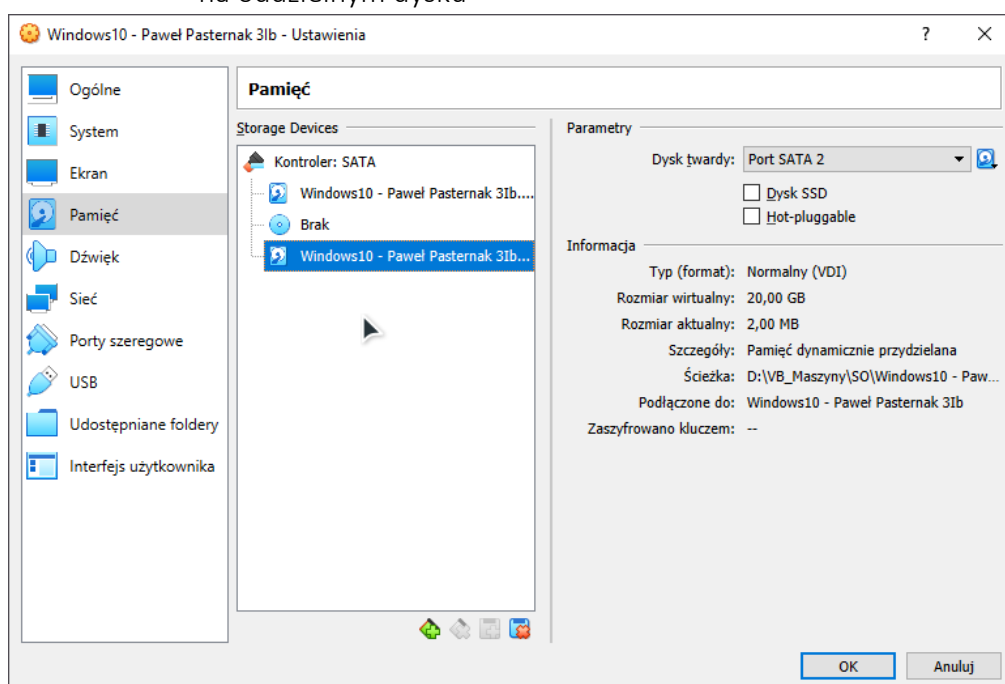 na oddzielnym dysku
Windows10 - Paweł Pasternak 3Ib - Ustawienia
?
Ogólne
System
Ekran
Pamięć
Dźwięk
Sieć
Porty szeregowe
USB
Udostępniane foldery
Interfejs użytkownika
Pamięć
Storage Devices
Kontroler: SATA
Windows10 - Paweł Pasternak 3Ib....
Brak
Windows10 - Paweł Pasternak 3Ib...
Parametry
Dysk twardy: Port SATA 2
Dysk SSD
Hot-pluggable
Informacja
Typ (format): Normalny (VDI)
Rozmiar wirtualny: 20,00 GB
Rozmiar aktualny: 2,00 MB
Szczegóły: Pamięć dynamicznie przydzielana
Ścieżka: D:\VB_Maszyny\SO\Windows10 - Paw...
Podłączone do: Windows10 - Paweł Pasternak 3Ib
Zaszyfrowano kluczem: --
OK
Anuluj